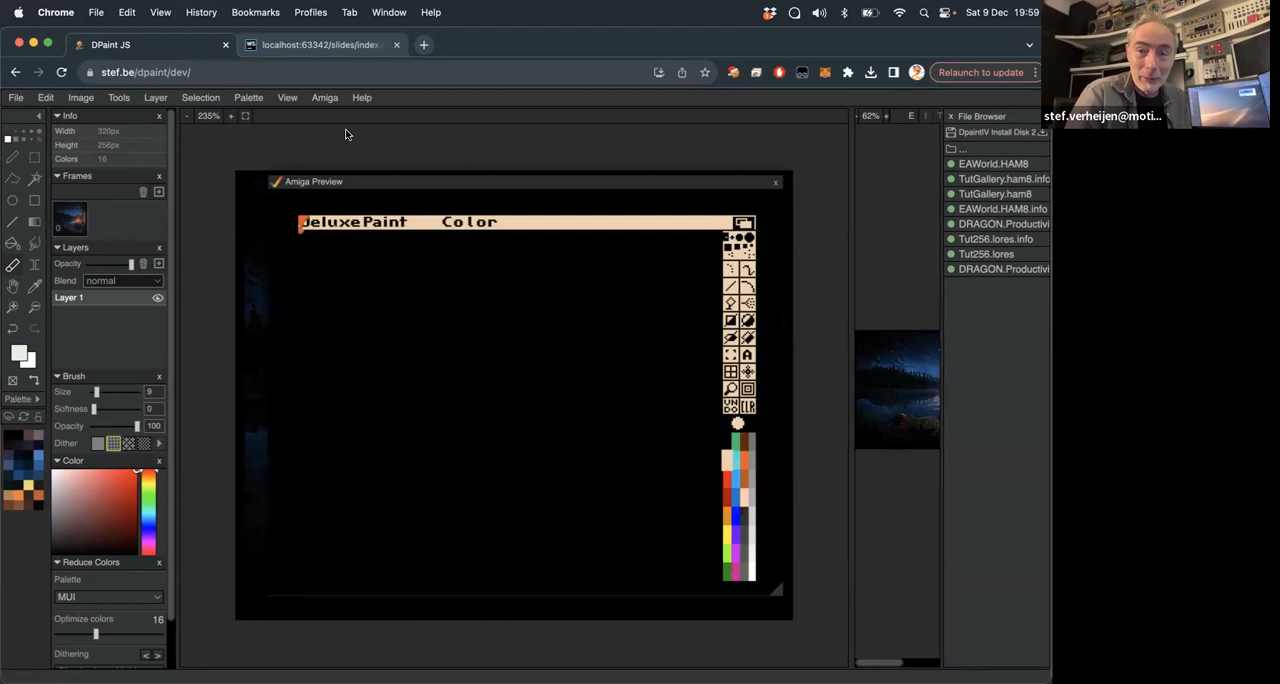 Chrome File Edit View History Bookmarks Profiles Tab Window Help
Sat 9 Dec 19:59
DPaint JS
localhost:63342/slides/index.
stef.be/dpaint/dev/
Relaunch to update
File Edit Image Tools Layer Selection Palette View Amiga Help
stef.verheijen@moti...
Info x
Width 320px
Height 256px
Colors 16
Frames x
0
Layers x
Opacity
Blend normal
Layer 1
Palette
Brush x
Size 9
Softness 0
Opacity 100
Dither
Color x
Reduce Colors x
Palette
MUI
Optimize colors 16
Dithering < >
- 235% +
Amiga Preview x
DeluxePaint Color
A
UN
DO CLR
62% + E I T
x File Browser
DpaintIV Install Disk 2
...
EAWorld.HAM8
TutGallery.ham8.info
TutGallery.ham8
EAWorld.HAM8.info
DRAGON.Productivi
Tut256.lores.info
Tut256.lores
DRAGON.Productivi